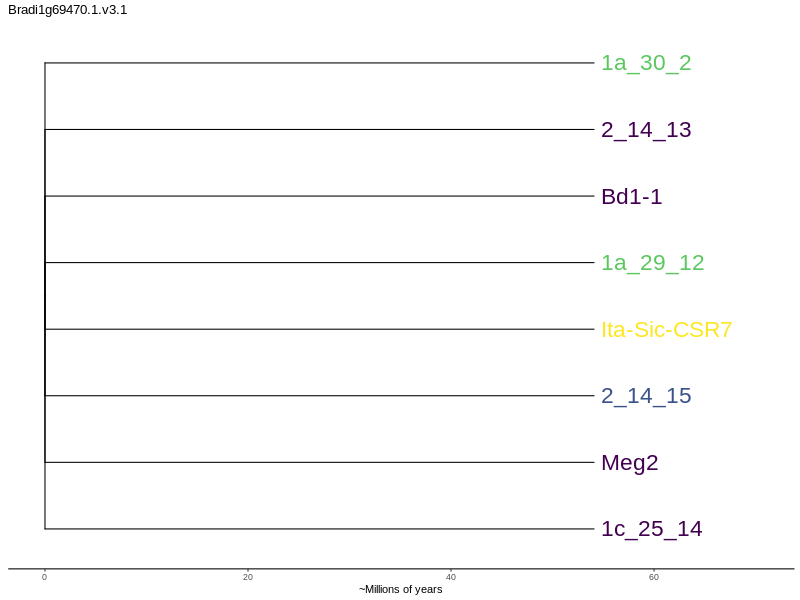 Bradi1g69470.1.v3.1
1a_30_2
2_14_13
Bd1-1
1a_29_12
Ita-Sic-CSR7
2_14_15
Meg2
1c_25_14
0 20 40 60
~Millions of years